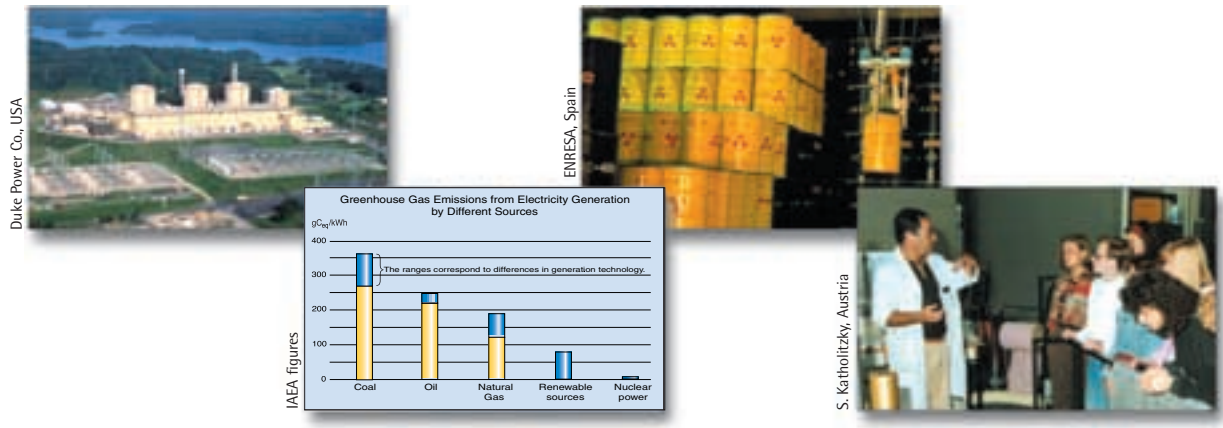 Duke Power Co., USA
ENRESA, Spain
Greenhouse Gas Emissions from Electricity Generation
by Different Sources
gCeq/kWh
400
The ranges correspond to differences in generation technology.
300
200
100
0
Coal
Oil
Natural
Gas
Renewable
sources
Nuclear
power
IAEA figures
S. Katholitzky, Austria